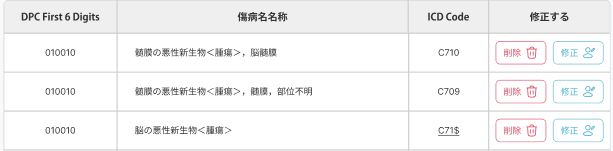 DPC First 6 Digits 傷病名名称 ICD Code 修正する
010010 髄膜の悪性新生物＜腫瘍＞，脳髄膜 C710 削除 修正
010010 髄膜の悪性新生物＜腫瘍＞，髄膜，部位不明 C709 削除 修正
010010 脳の悪性新生物＜腫瘍＞ C71$ 削除 修正